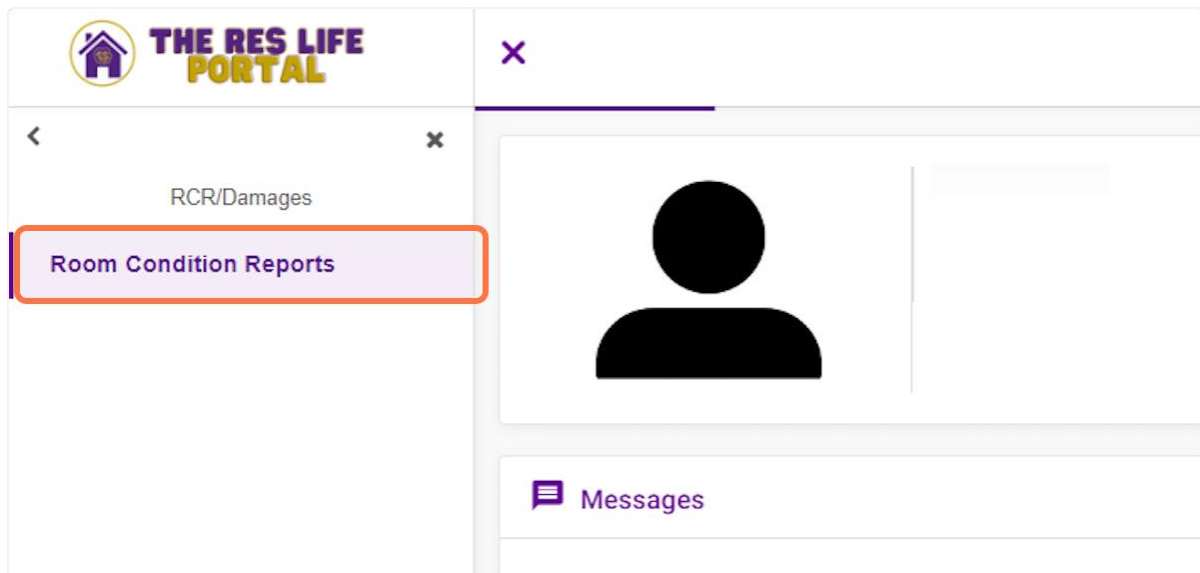 THE RES LIFE
PORTAL
RCR/Damages
Room Condition Reports
Messages